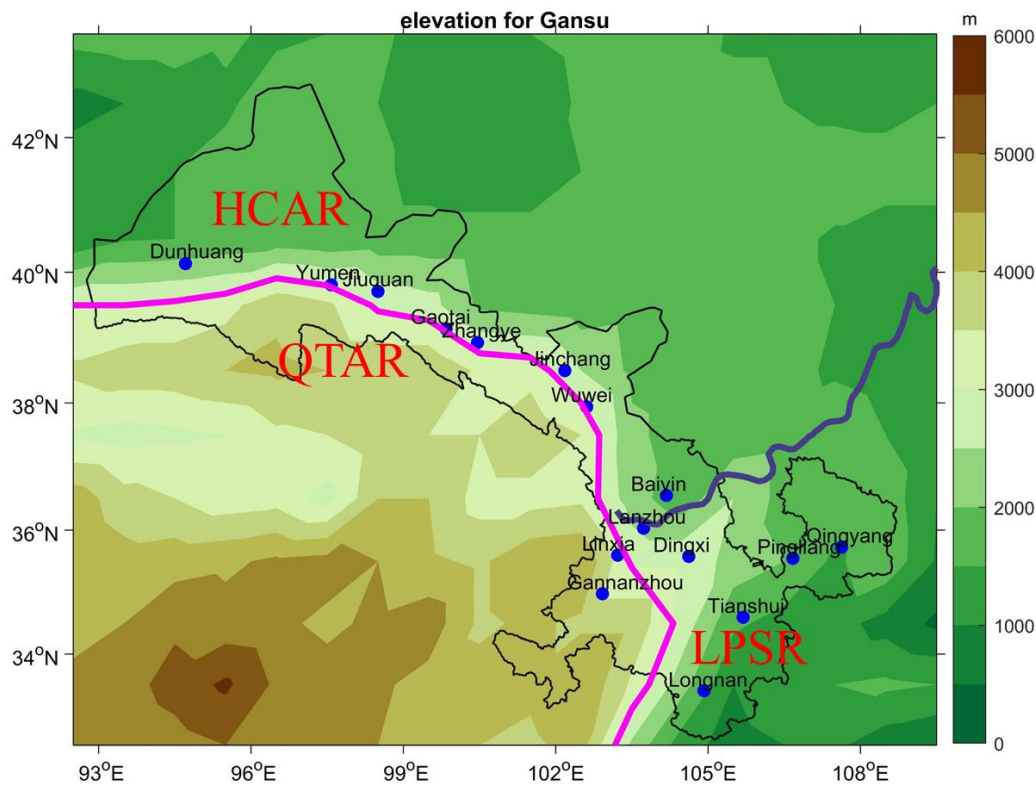 elevation for Gansu
m
6000
5000
4000
3000
2000
1000
0
42°N
40°N
38°N
36°N
34°N
93°E
96°E
99°E
102°E
105°E
108°E
HCAR
Dunhuang
Yumen
Jiuquan
Gaotai
Zhangye
QTAR
Jinchang
Wuwei
Baiyin
Lanzhou
Linxia
Dingxi
Pingliang
Qingyang
Gannanzhou
Tianshui
LPSR
Longnan